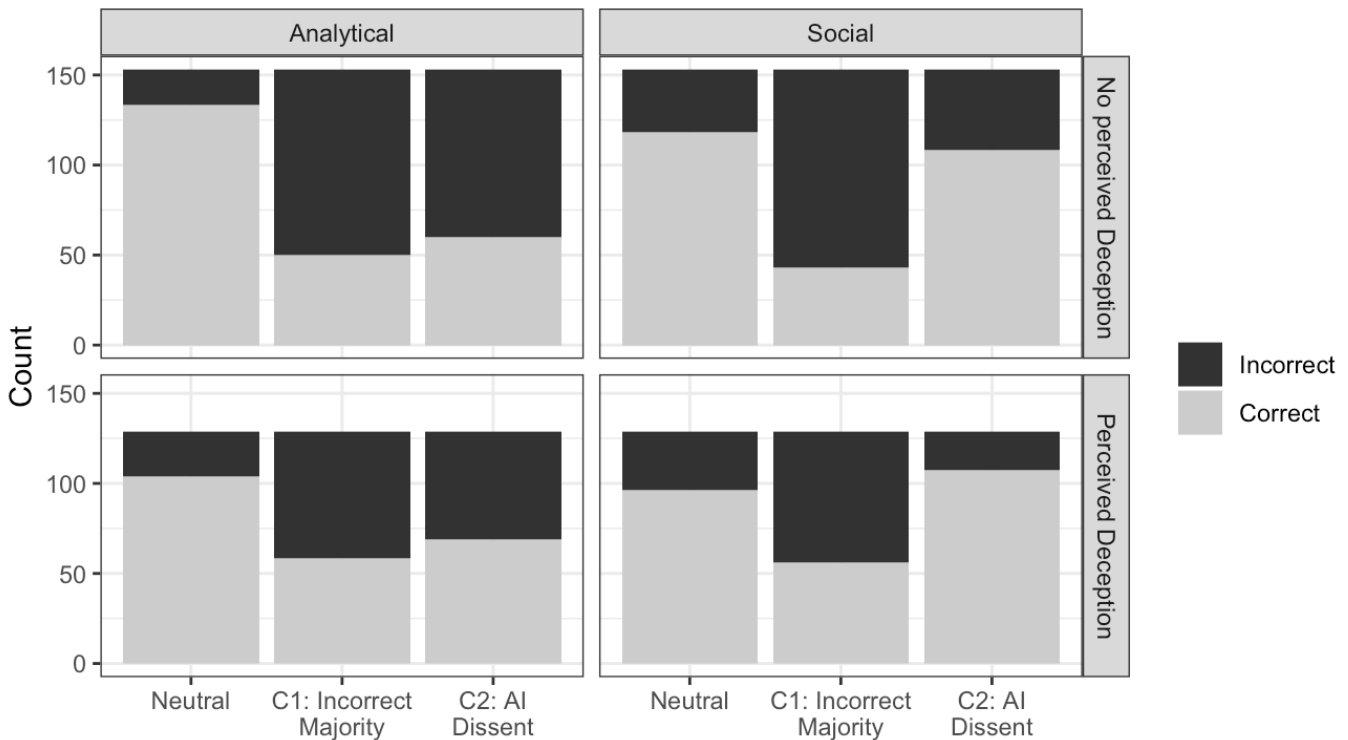 Analytical
Social
150
100
50
0
No perceived Deception
Count
150
100
50
0
Perceived Deception
Incorrect
Correct
Neutral
C1: Incorrect
Majority
C2: AI
Dissent
Neutral
C1: Incorrect
Majority
C2: AI
Dissent